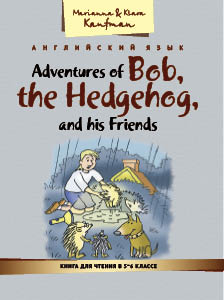 Marianna & Klara
Kaufman
АНГЛИЙСКИЙ ЯЗЫК
Adventures of Bob,
the Hedgehog,
and his Friends
КНИГА ДЛЯ ЧТЕНИЯ В 5–6 КЛАССЕ